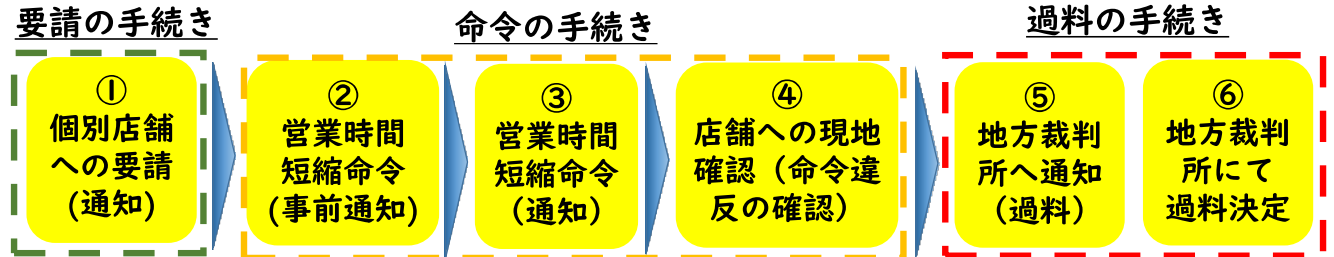 要請の手続き
命令の手続き
過料の手続き
①
個別店舗
への要請
(通知)
②
営業時間
短縮命令
(事前通知)
③
営業時間
短縮命令
（通知）
④
店舗への現地
確認（命令違
反の確認）
⑤
地方裁判
所へ通知
（過料）
⑥
地方裁判
所にて
過料決定